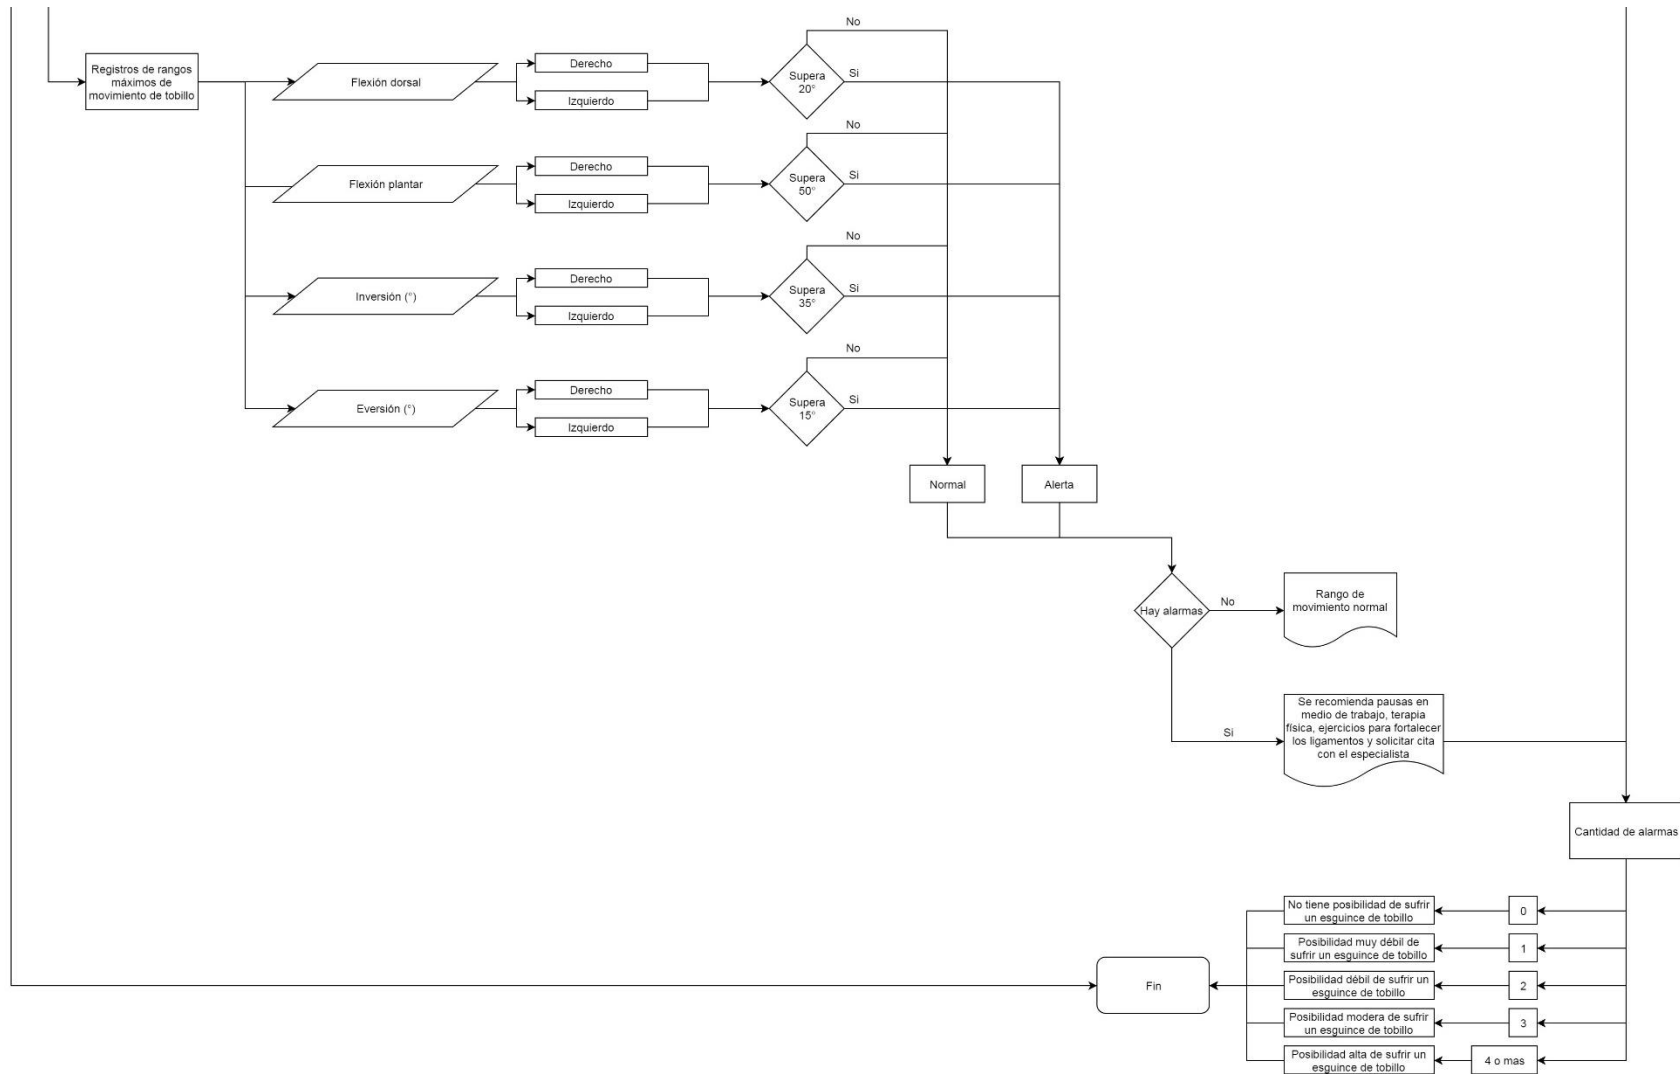 No
Registros de rangos
máximos de
movimiento de tobillo
Flexión dorsal
Derecho
Izquierdo
Supera
20°
Si
No
Flexión plantar
Derecho
Izquierdo
Supera
50°
Si
No
Inversión (°)
Derecho
Izquierdo
Supera
35°
Si
No
Eversión (°)
Derecho
Izquierdo
Supera
15°
Si
Normal
Alerta
Hay alarmas
No
Rango de
movimiento normal
Si
Se recomienda pausas en
medio de trabajo, terapia
física, ejercicios para fortalecer
los ligamentos y solicitar cita
con el especialista
Cantidad de alarmas
No tiene posibilidad de sufrir
un esguince de tobillo
0
Posibilidad muy débil de
sufrir un esguince de tobillo
1
Fin
Posibilidad débil de sufrir un
esguince de tobillo
2
Posibilidad modera de sufrir
un esguince de tobillo
3
Posibilidad alta de sufrir un
esguince de tobillo
4 o mas